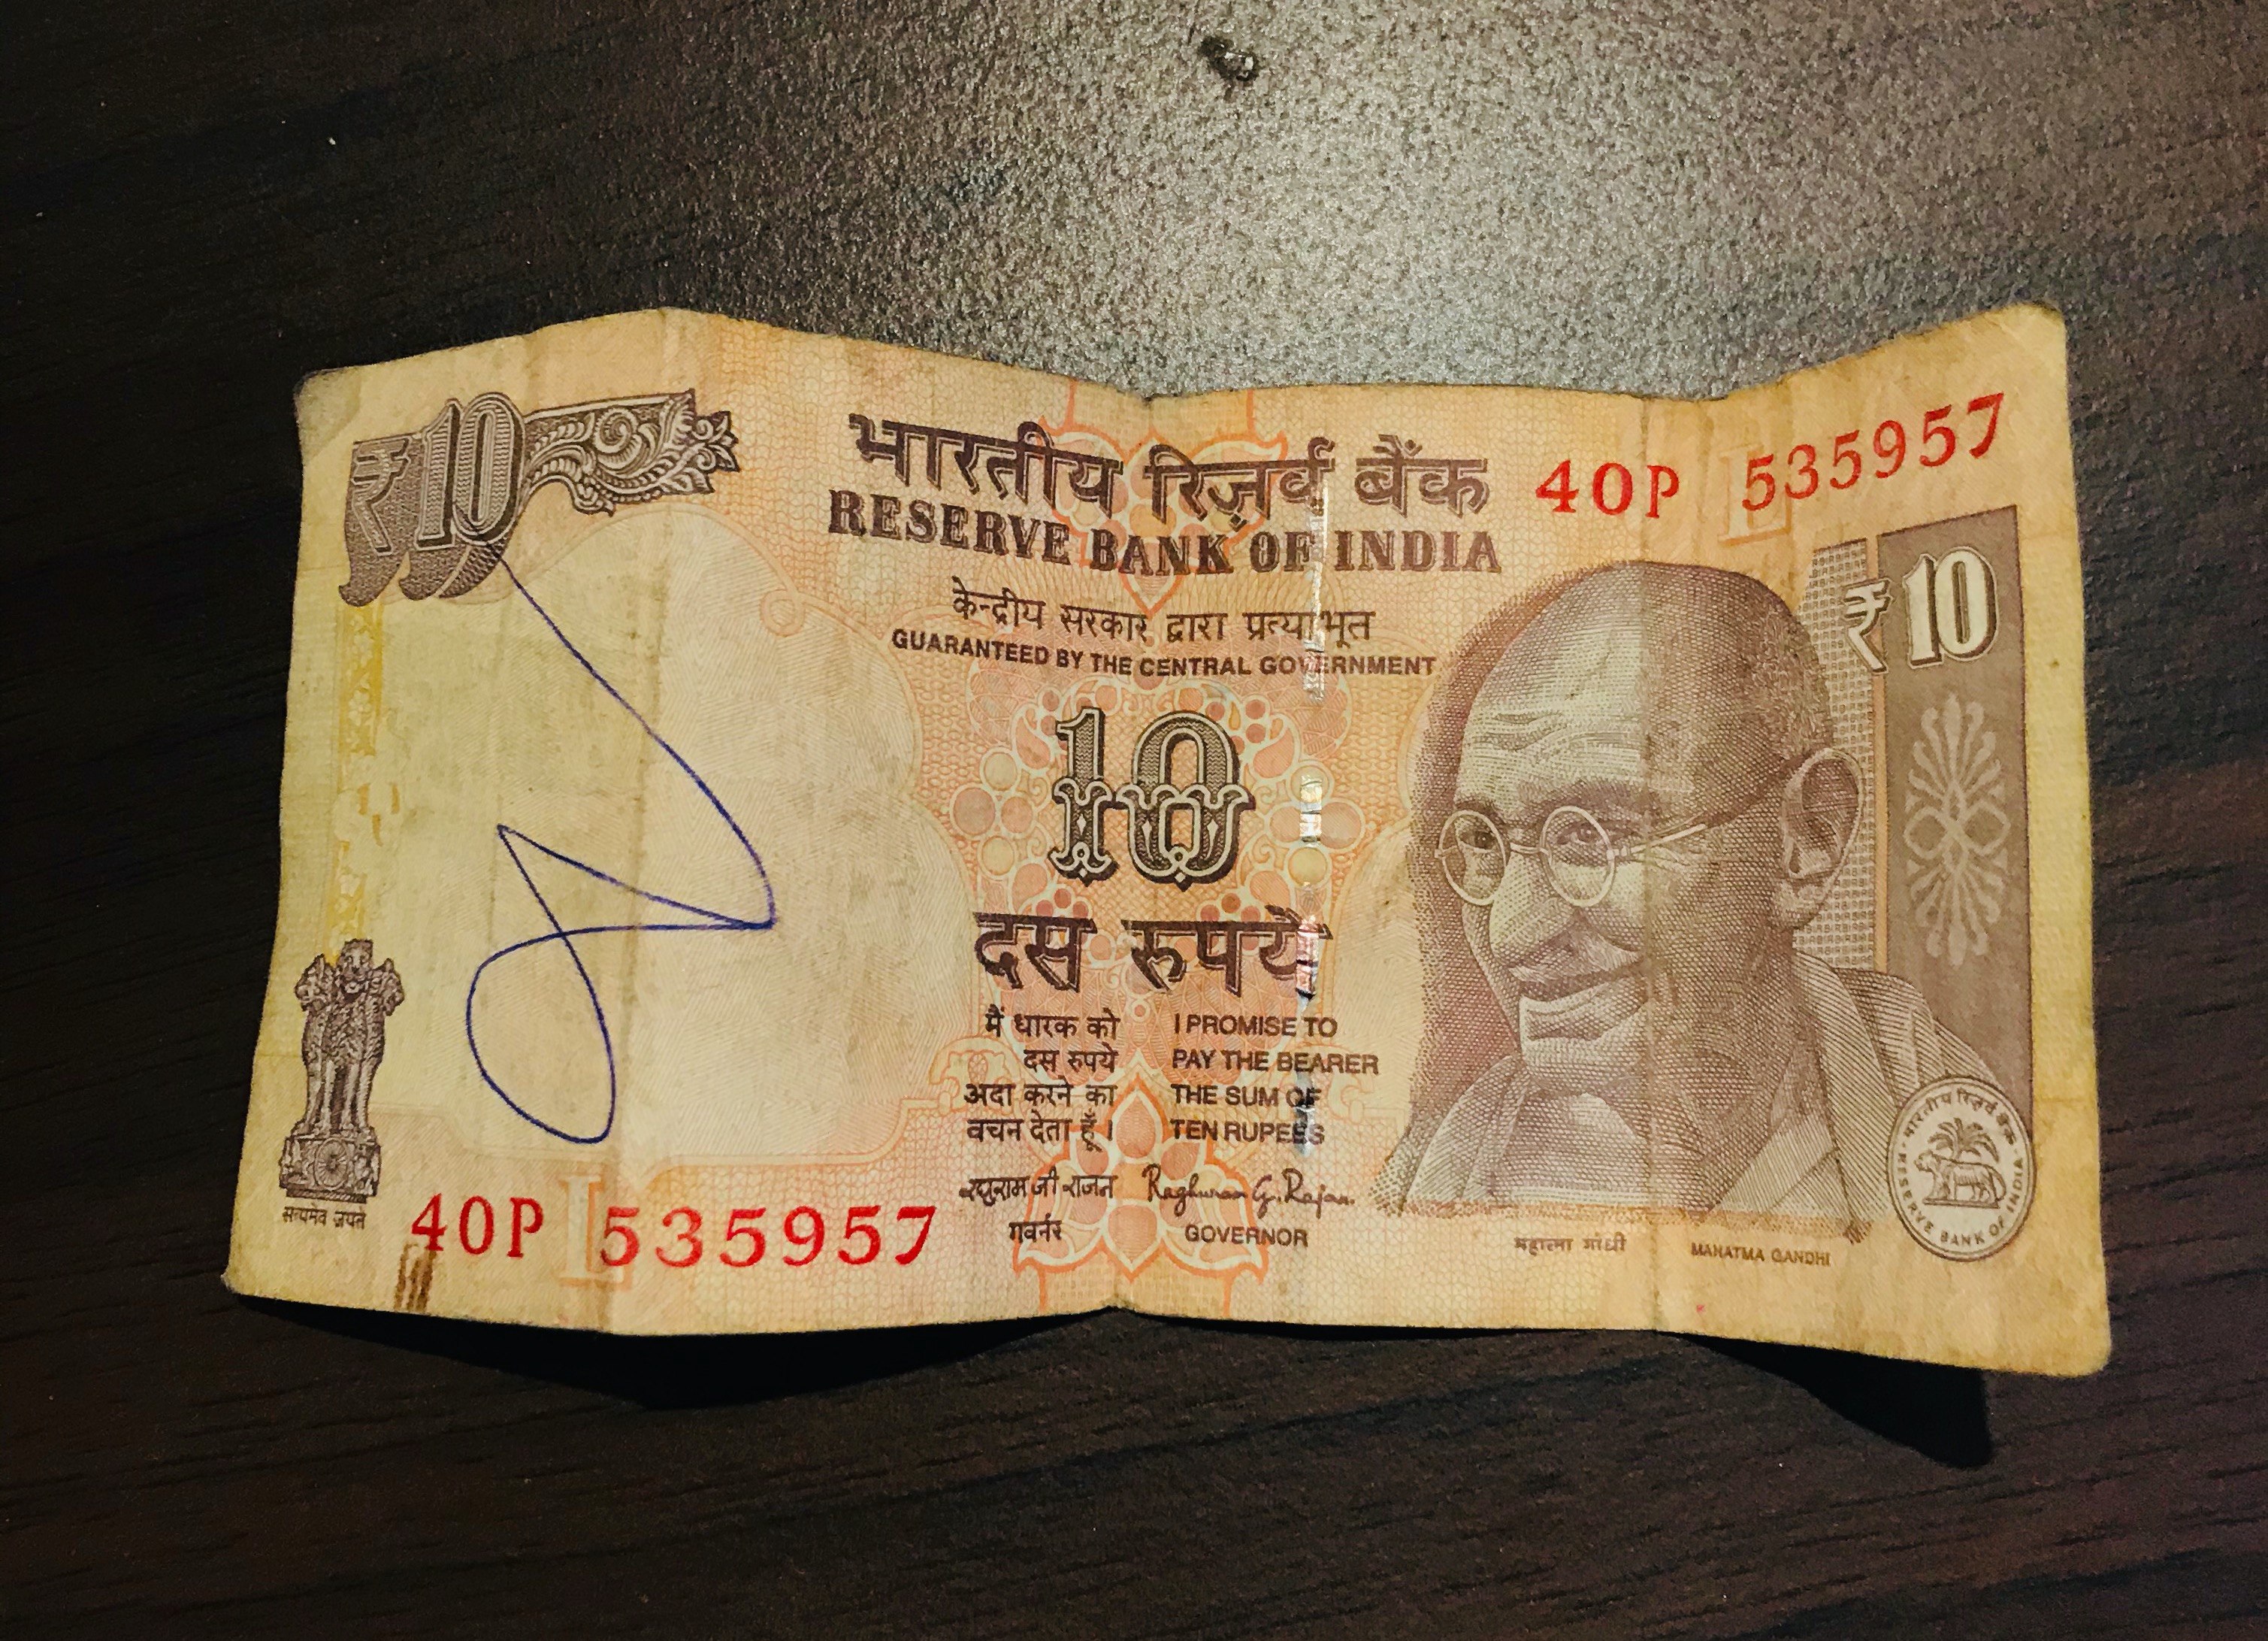 ₹10
भारतीय रिज़र्व बैंक
RESERVE BANK OF INDIA
40P 535957
केन्द्रीय सरकार द्वारा प्रत्याभूत
GUARANTEED BY THE CENTRAL GOVERNMENT
₹10
10
दस रुपये
मैं धारक को
दस रुपये
अदा करने का
वचन देता हूँ।
I PROMISE TO
PAY THE BEARER
THE SUM OF
TEN RUPEES
रघुराम जी राजन
गवर्नर
Raghuram G. Rajan
GOVERNOR
सत्यमेव जयते
40P 535957
L
L
महात्मा गांधी
MAHATMA GANDHI
भारतीय रिज़र्व बैंक
RESERVE BANK OF INDIA